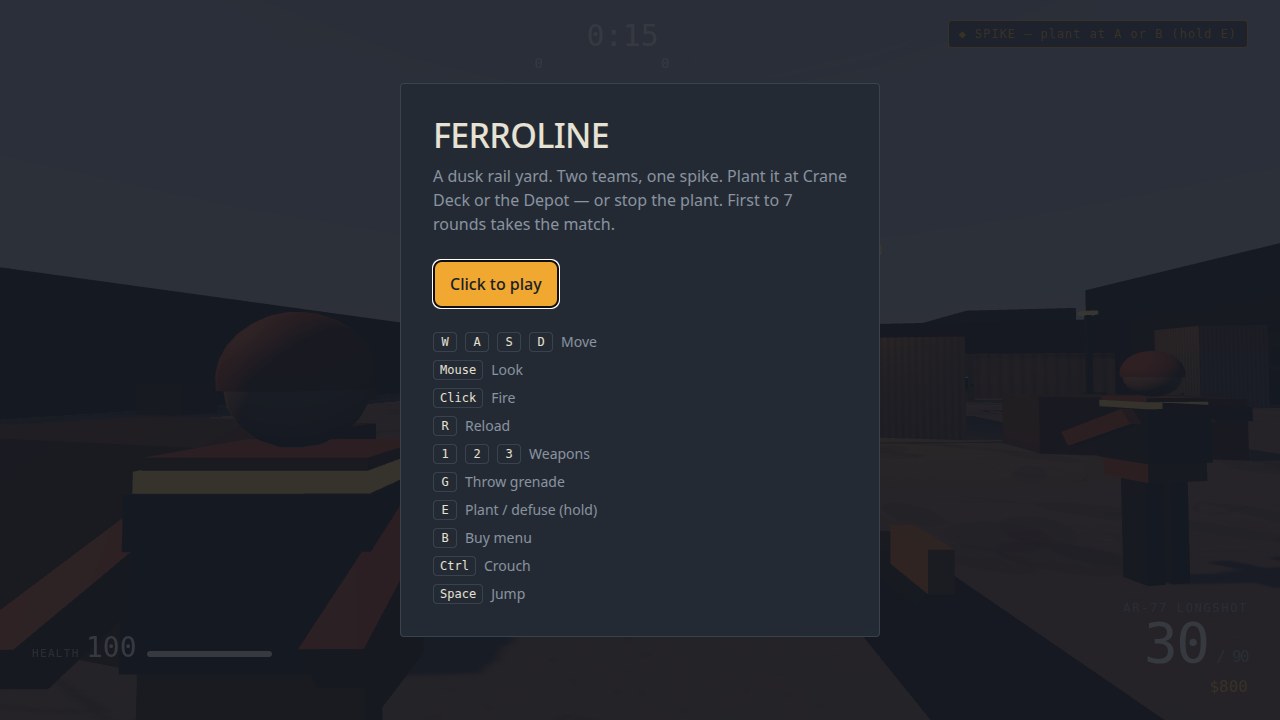 0:15
● SPIKE — plant at A or B (hold E)
0 0
FERROLINE
A dusk rail yard. Two teams, one spike. Plant it at Crane
Deck or the Depot — or stop the plant. First to 7
rounds takes the match.
Click to play
W A S D Move
Mouse Look
Click Fire
R Reload
1 2 3 Weapons
G Throw grenade
E Plant / defuse (hold)
B Buy menu
Ctrl Crouch
Space Jump
HEALTH 100
AR-77 LONGSHOT
30 / 90
$800